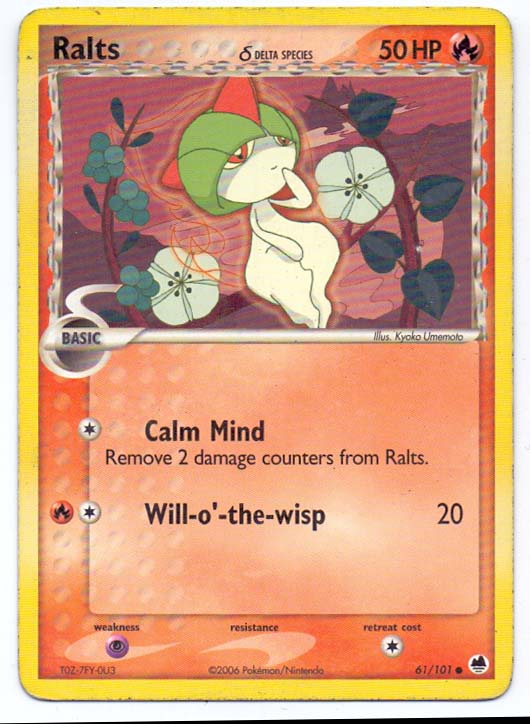 Ralts δ DELTA SPECIES 50 HP
Illus. Kyoko Umemoto
BASIC
Calm Mind
Remove 2 damage counters from Ralts.
Will-o'-the-wisp 20
weakness resistance retreat cost
T0Z-7FY-0U3 ©2006 Pokémon/Nintendo 61/101 ●